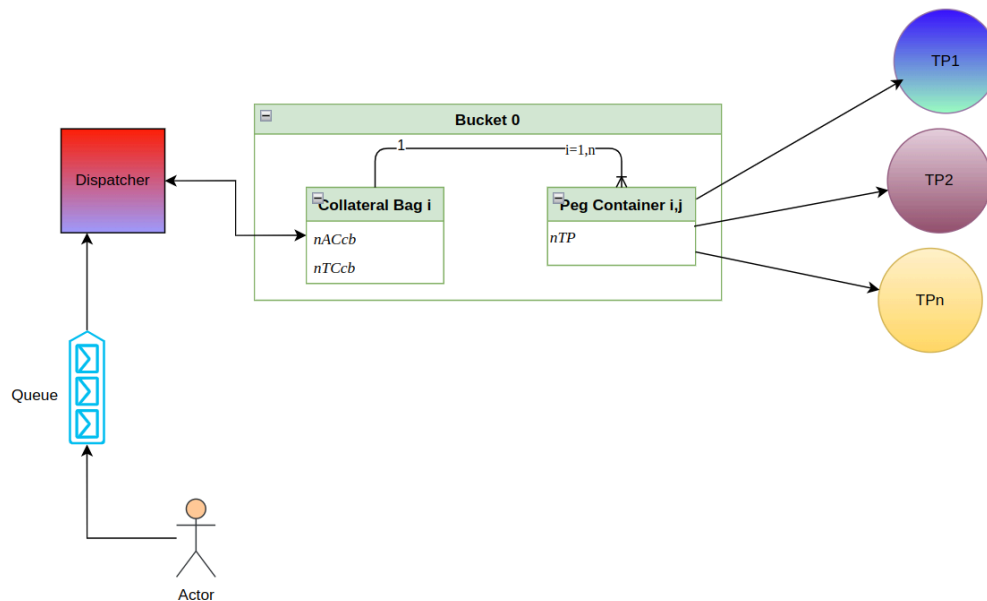 TP1
Bucket 0
1
i=1,n
Dispatcher
TP2
Collateral Bag i
Peg Container i,j
nACcb
nTP
nTCcb
TPn
Queue
Actor